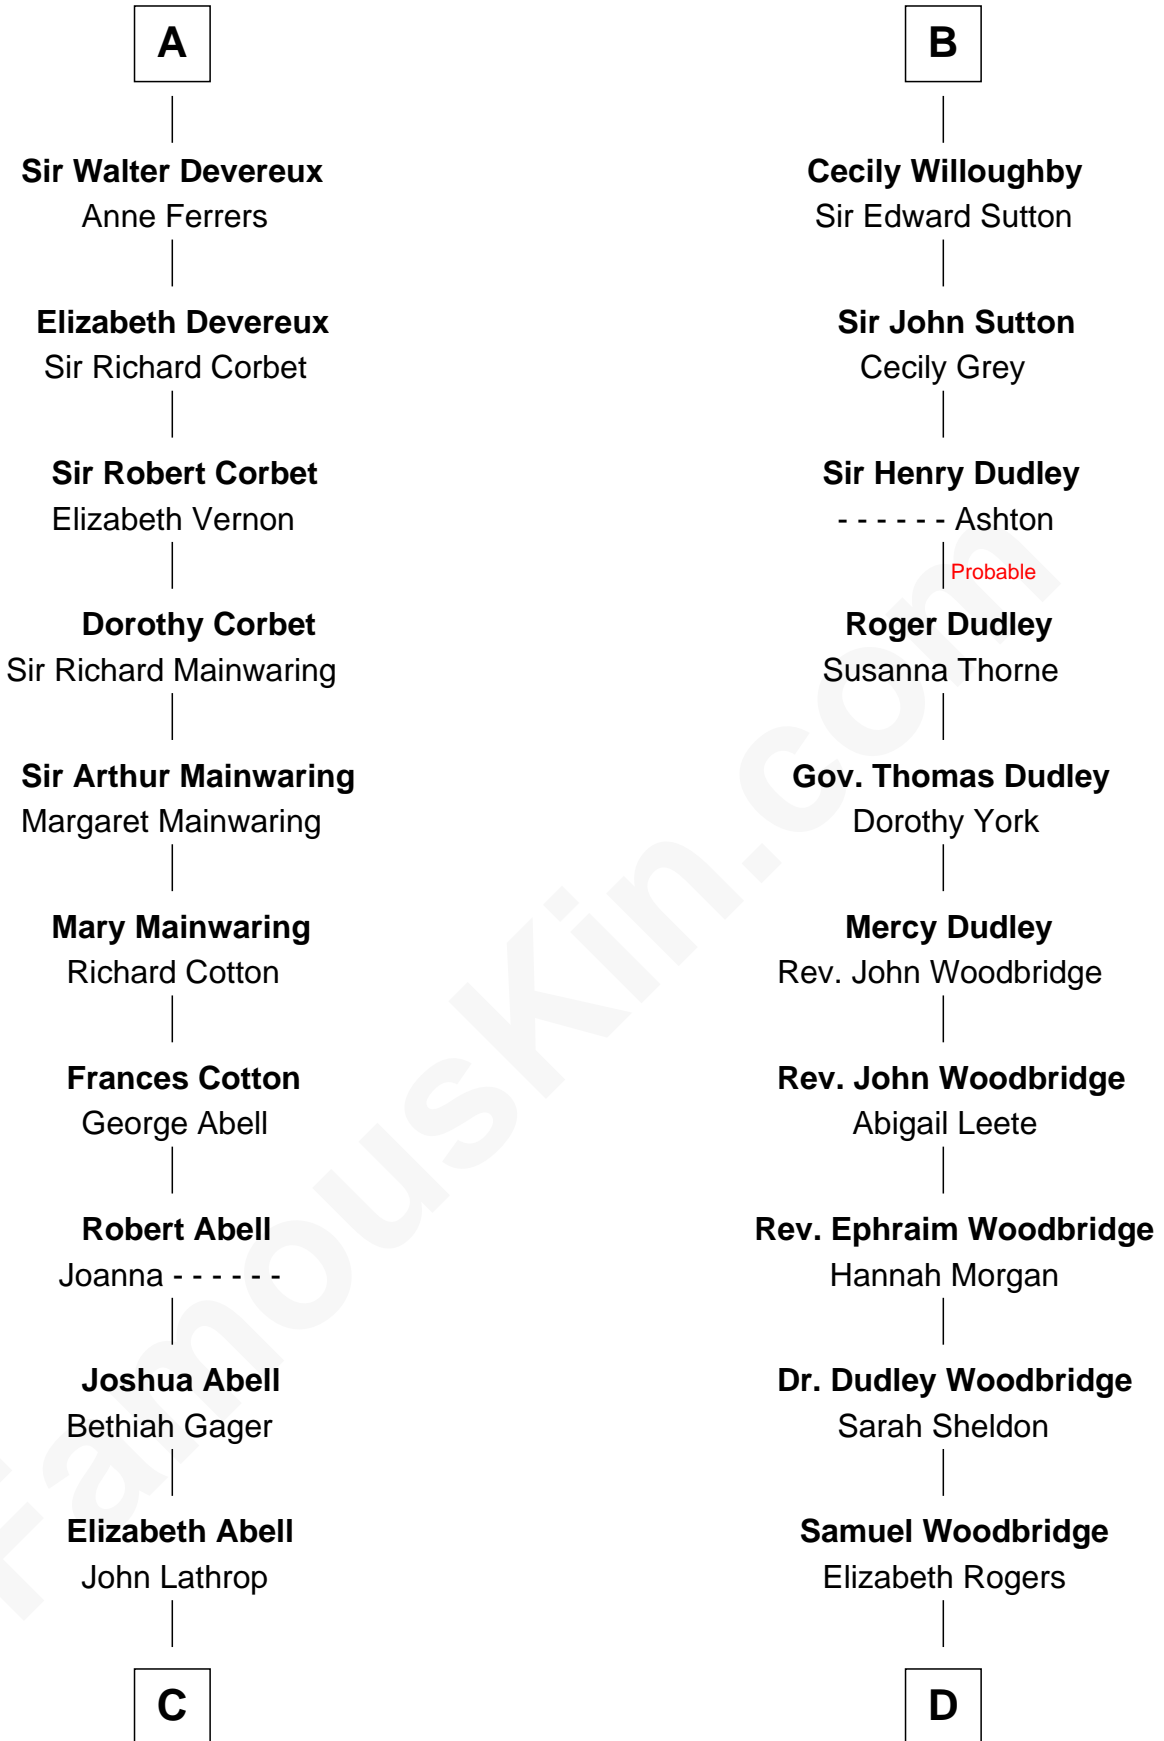 A
Sir Walter Devereux
Anne Ferrers
Elizabeth Devereux
Sir Richard Corbet
Sir Robert Corbet
Elizabeth Vernon
Dorothy Corbet
Sir Richard Mainwaring
Sir Arthur Mainwaring
Margaret Mainwaring
Mary Mainwaring
Richard Cotton
Frances Cotton
George Abell
Robert Abell
Joanna - - - - - -
Joshua Abell
Bethiah Gager
Elizabeth Abell
John Lathrop
C
B
Cecily Willoughby
Sir Edward Sutton
Sir John Sutton
Cecily Grey
Sir Henry Dudley
- - - - - - Ashton
Probable
Roger Dudley
Susanna Thorne
Gov. Thomas Dudley
Dorothy York
Mercy Dudley
Rev. John Woodbridge
Rev. John Woodbridge
Abigail Leete
Rev. Ephraim Woodbridge
Hannah Morgan
Dr. Dudley Woodbridge
Sarah Sheldon
Samuel Woodbridge
Elizabeth Rogers
D
FamousKin.com